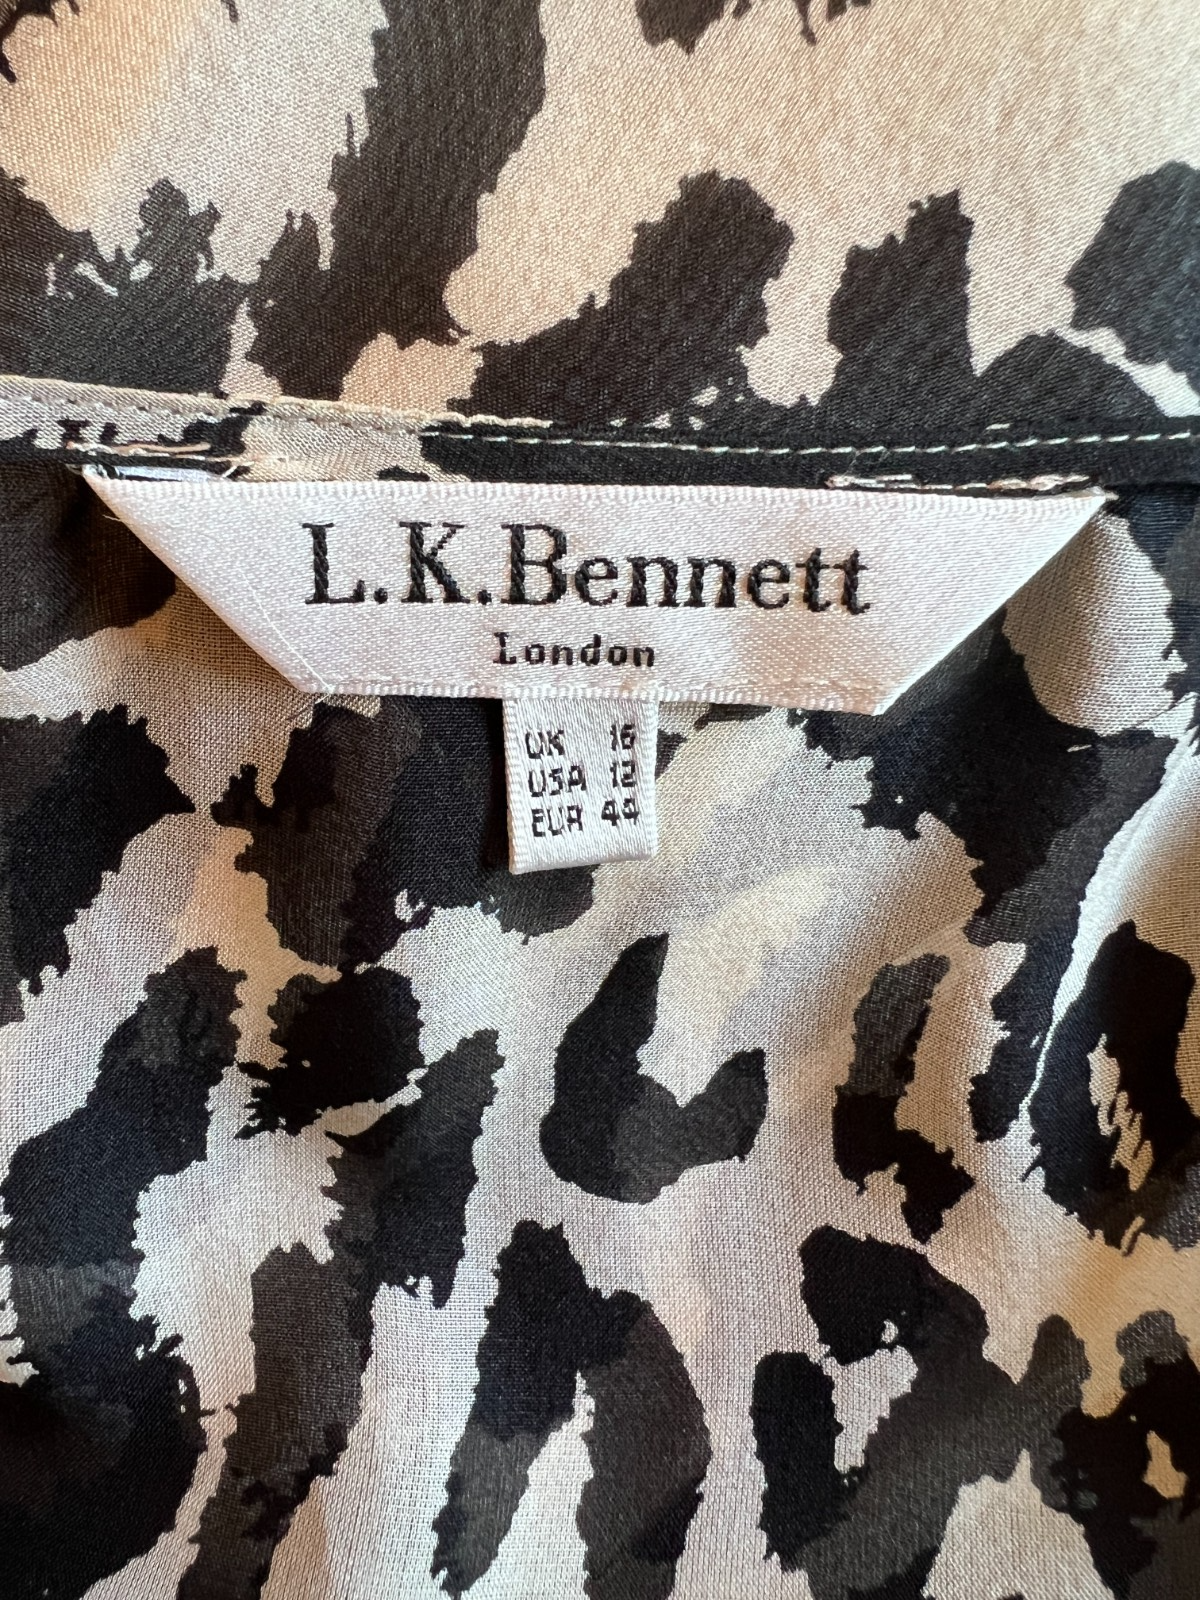 L.K.Bennett
London
UK 16
USA 12
EUR 44